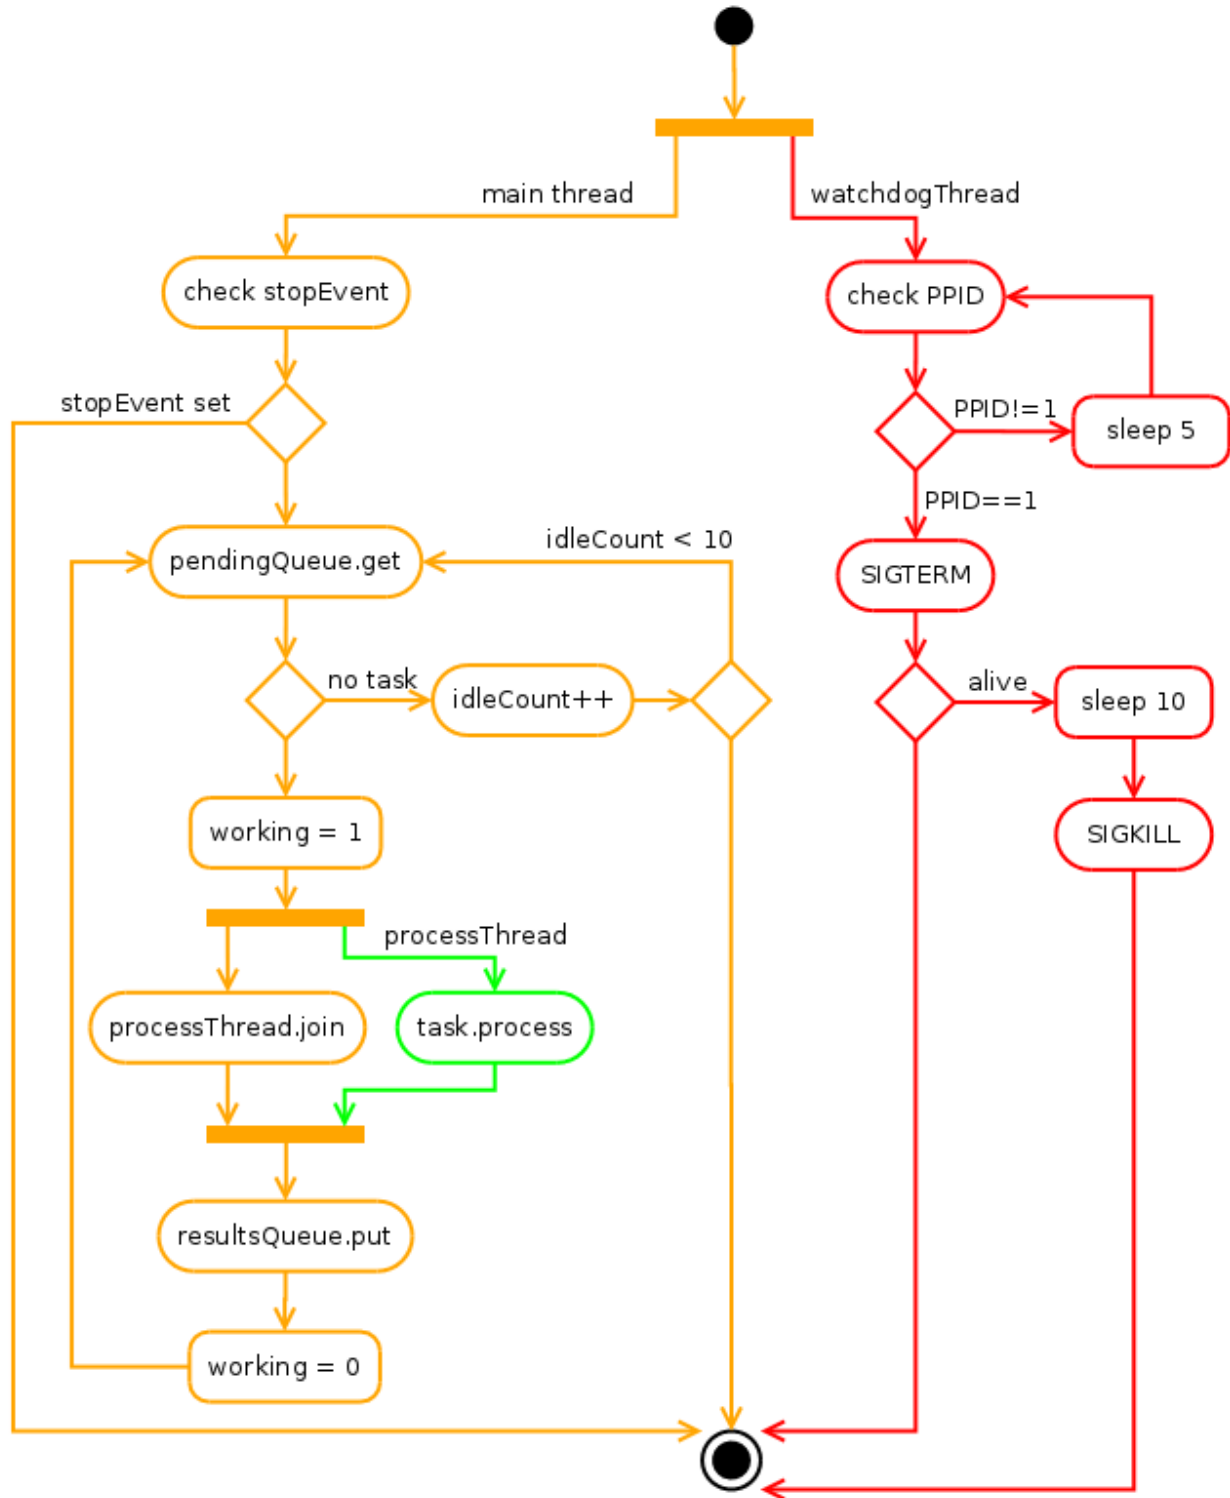 main thread
watchdogThread
check stopEvent
check PPID
stopEvent set
PPID!=1
sleep 5
PPID==1
idleCount < 10
pendingQueue.get
SIGTERM
no task
idleCount++
alive
sleep 10
working = 1
SIGKILL
processThread
processThread.join
task.process
resultsQueue.put
working = 0